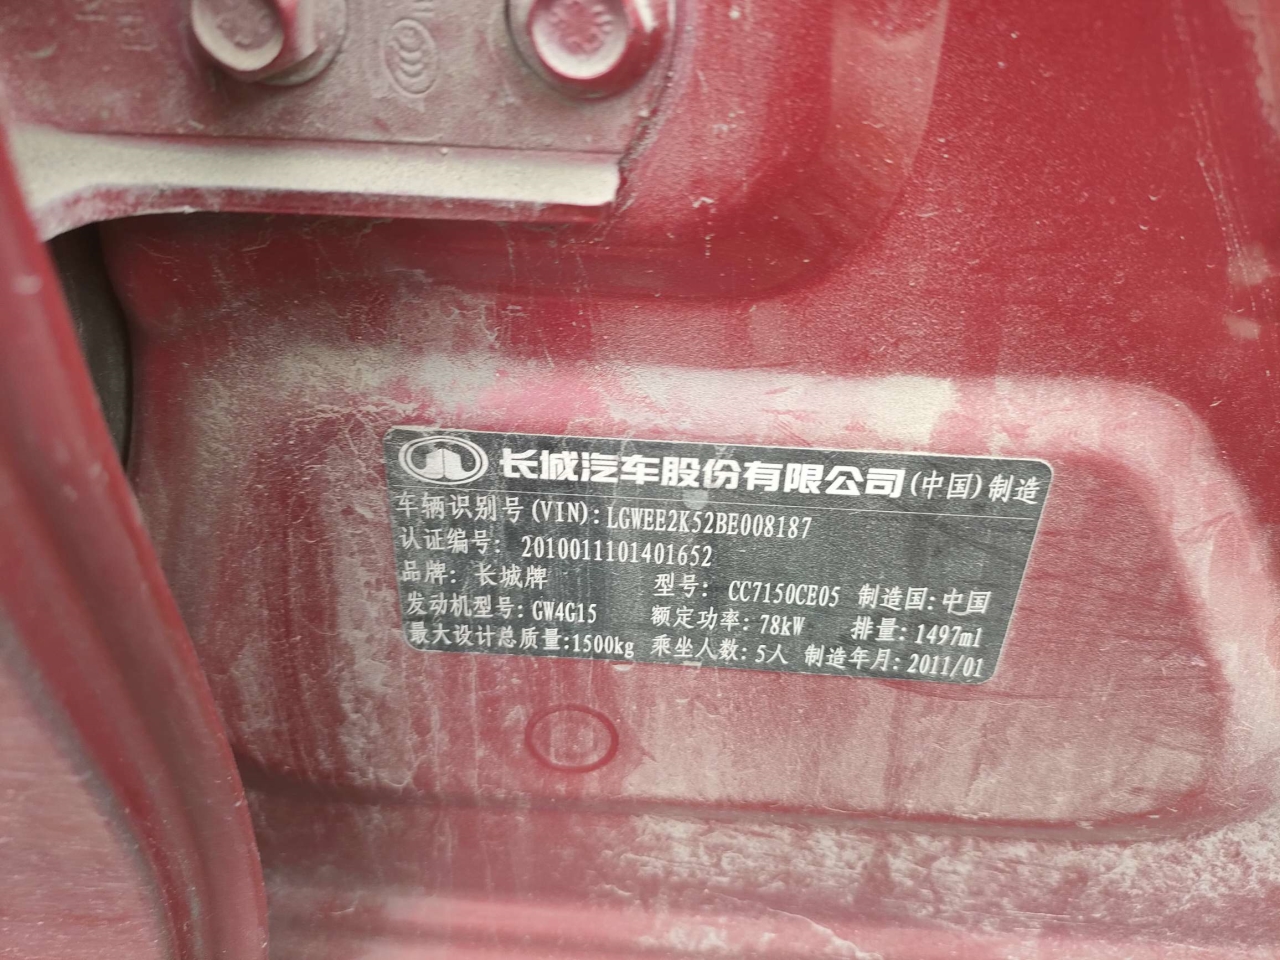 长城汽车股份有限公司(中国)制造
车辆识别号(VIN):LGWEE2K52BE008187
认证编号: 2010011101401652
品牌: 长城牌 型号: CC7150CE05 制造国:中国
发动机型号:GW4G15 额定功率:78kW 排量:1497ml
最大设计总质量:1500kg 乘坐人数:5人 制造年月:2011/01